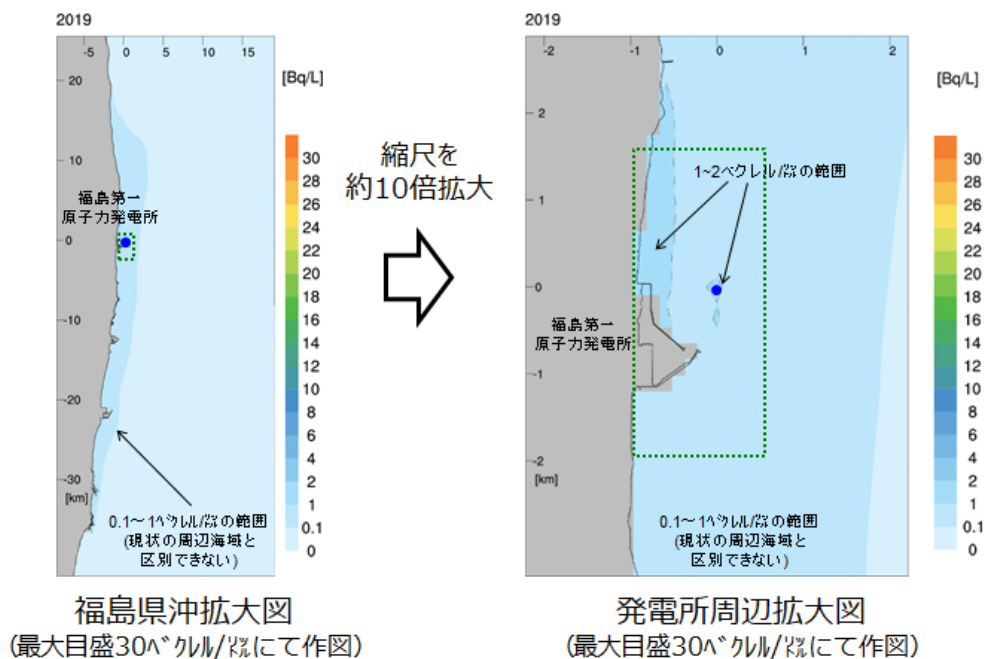 2019
-5
0
5
10
15
20
10
0
-10
-20
-30
[km]
福島第一
原子力発電所
0.1～1ﾍﾞｸﾚﾙ/㍑の範囲
(現状の周辺海域と
区別できない)
[Bq/L]
30
28
26
24
22
20
18
16
14
12
10
8
6
4
2
1
0.1
0
福島県沖拡大図
(最大目盛30ﾍﾞｸﾚﾙ/㍑にて作図)
縮尺を
約10倍拡大
2019
-2
-1
0
1
2
2
1
0
-1
-2
[km]
1~2ベクレル/㍑の範囲
福島第一
原子力発電所
0.1～1ﾍﾞｸﾚﾙ/㍑の範囲
(現状の周辺海域と
区別できない)
[Bq/L]
30
28
26
24
22
20
18
16
14
12
10
8
6
4
2
1
0.1
0
発電所周辺拡大図
(最大目盛30ﾍﾞｸﾚﾙ/㍑にて作図)